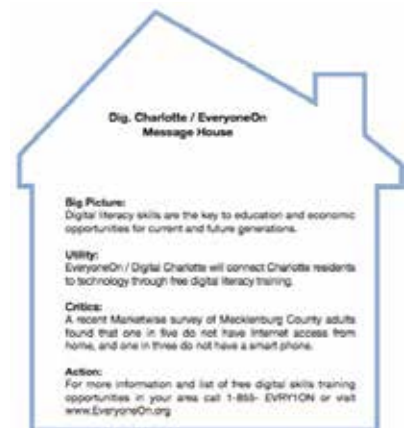 Dig. Charlotte / EveryoneOn
Message House
Big Picture:
Digital literacy skills are the key to education and economic
opportunities for current and future generations.
Utility:
EveryoneOn / Digital Charlotte will connect Charlotte residents
to technology through free digital literacy training.
Critics:
A recent Marketwise survey of Mecklenburg County adults
found that one in five do not have Internet access from
home, and one in three do not have a smart phone.
Action:
For more information and list of free digital skills training
opportunities in your area call 1-855- EVRY1ON or visit
www.EveryoneOn.org